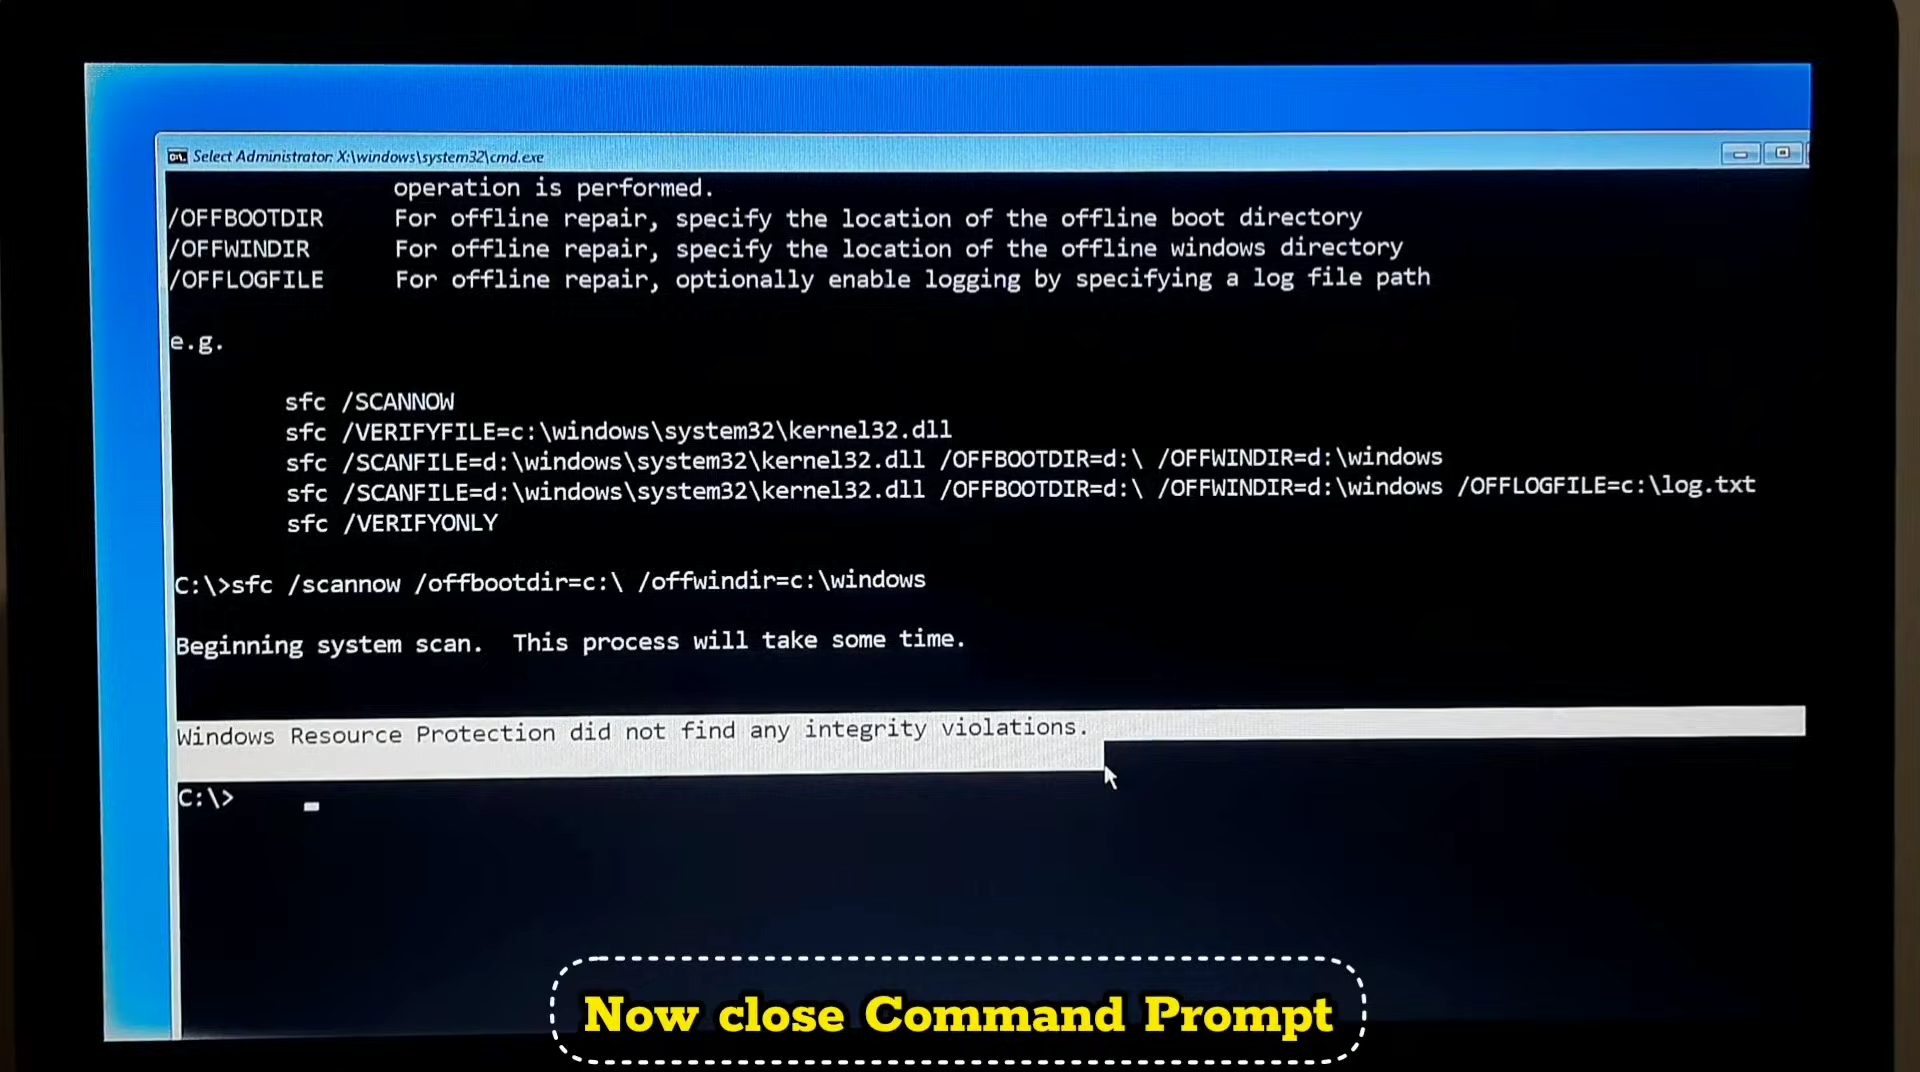 Select Administrator: X:\windows\system32\cmd.exe
operation is performed.
/OFFBOOTDIR For offline repair, specify the location of the offline boot directory
/OFFWINDIR For offline repair, specify the location of the offline windows directory
/OFFLOGFILE For offline repair, optionally enable logging by specifying a log file path
e.g.
sfc /SCANNOW
sfc /VERIFYFILE=c:\windows\system32\kernel32.dll
sfc /SCANFILE=d:\windows\system32\kernel32.dll /OFFBOOTDIR=d:\ /OFFWINDIR=d:\windows
sfc /SCANFILE=d:\windows\system32\kernel32.dll /OFFBOOTDIR=d:\ /OFFWINDIR=d:\windows /OFFLOGFILE=c:\log.txt
sfc /VERIFYONLY
C:\>sfc /scannow /offbootdir=c:\ /offwindir=c:\windows
Beginning system scan. This process will take some time.
Windows Resource Protection did not find any integrity violations.
C:\>
Now close Command Prompt